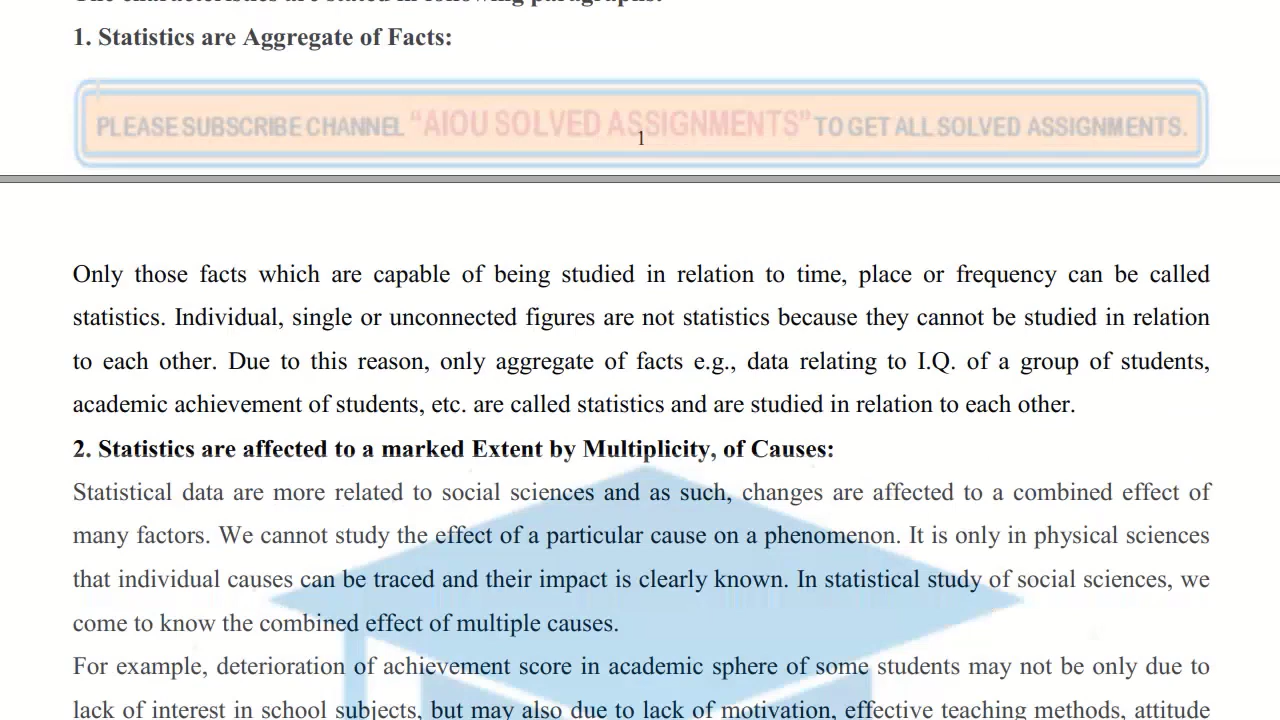 The characteristics are stated in following paragraphs.
1. Statistics are Aggregate of Facts:
PLEASE SUBSCRIBE CHANNEL "AIOU SOLVED ASSIGNMENTS" TO GET ALL SOLVED ASSIGNMENTS.
1
Only those facts which are capable of being studied in relation to time, place or frequency can be called
statistics. Individual, single or unconnected figures are not statistics because they cannot be studied in relation
to each other. Due to this reason, only aggregate of facts e.g., data relating to I.Q. of a group of students,
academic achievement of students, etc. are called statistics and are studied in relation to each other.
2. Statistics are affected to a marked Extent by Multiplicity, of Causes:
Statistical data are more related to social sciences and as such, changes are affected to a combined effect of
many factors. We cannot study the effect of a particular cause on a phenomenon. It is only in physical sciences
that individual causes can be traced and their impact is clearly known. In statistical study of social sciences, we
come to know the combined effect of multiple causes.
For example, deterioration of achievement score in academic sphere of some students may not be only due to
lack of interest in school subjects, but may also due to lack of motivation, effective teaching methods, attitude